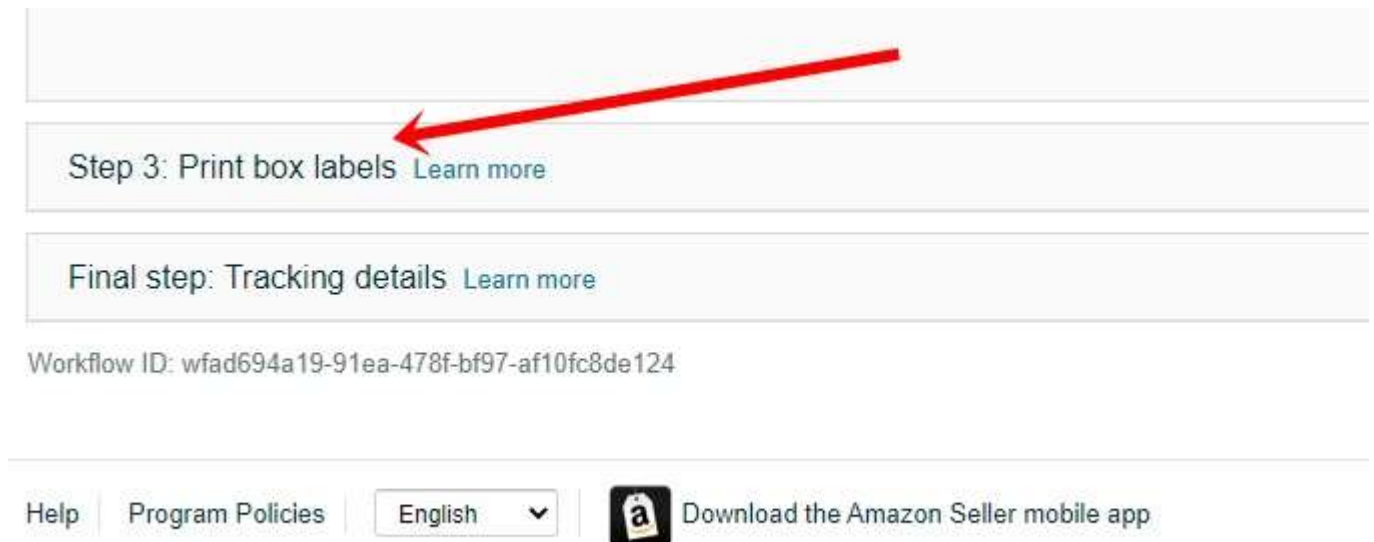 Step 3: Print box labels Learn more
Final step: Tracking details Learn more
Workflow ID: wfad694a19-91ea-478f-bf97-af10fc8de124
Help Program Policies English a Download the Amazon Seller mobile app